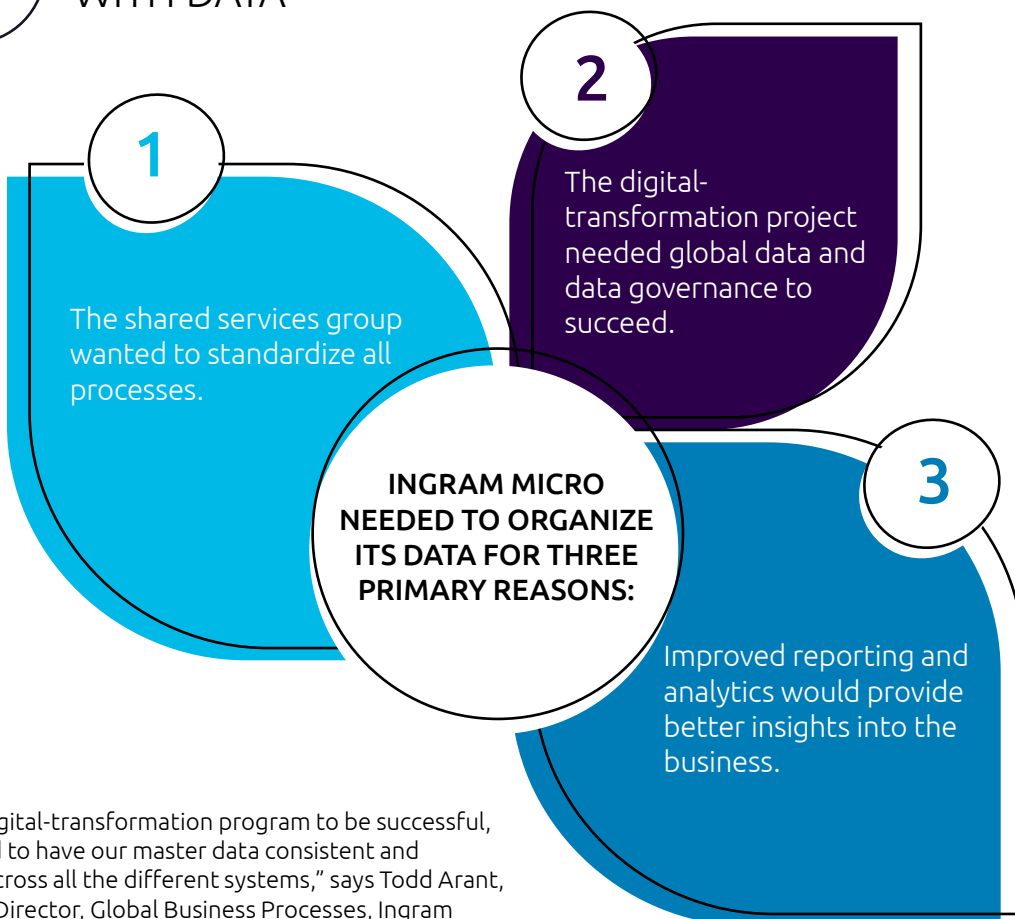 WITH DATA
1
The shared services group
wanted to standardize all
processes.
2
The digital-
transformation project
needed global data and
data governance to
succeed.
INGRAM MICRO
NEEDED TO ORGANIZE
ITS DATA FOR THREE
PRIMARY REASONS:
3
Improved reporting and
analytics would provide
better insights into the
business.
gital-transformation program to be successful,
to have our master data consistent and
cross all the different systems,” says Todd Arant,
Director, Global Business Processes, Ingram